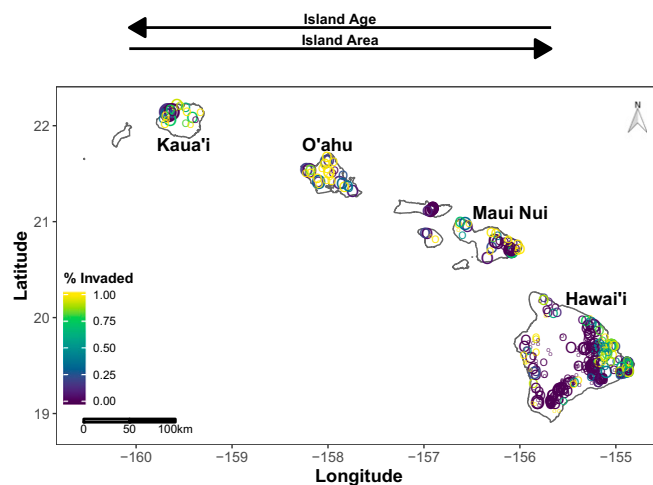 Island Age
Island Area
N
22
Kaua'i
O'ahu
21
Maui Nui
Latitude
% Invaded
1.00
0.75
0.50
0.25
0.00
Hawai'i
20
19
0 50 100km
−160 −159 −158 −157 −156 −155
Longitude